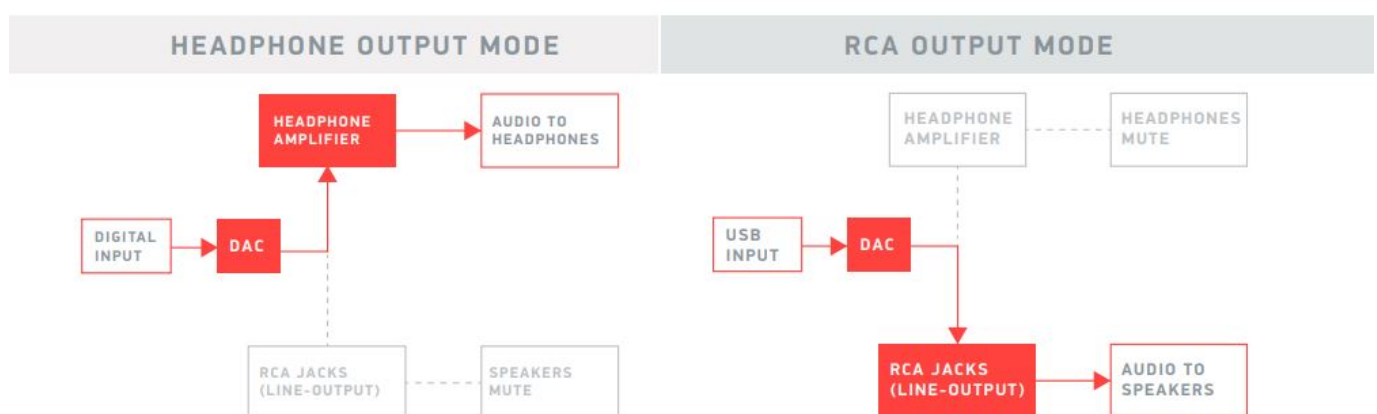 HEADPHONE OUTPUT MODE
HEADPHONE
AMPLIFIER
AUDIO TO
HEADPHONES
DIGITAL
INPUT
DAC
RCA JACKS
(LINE-OUTPUT)
SPEAKERS
MUTE
RCA OUTPUT MODE
HEADPHONE
AMPLIFIER
HEADPHONES
MUTE
USB
INPUT
DAC
RCA JACKS
(LINE-OUTPUT)
AUDIO TO
SPEAKERS